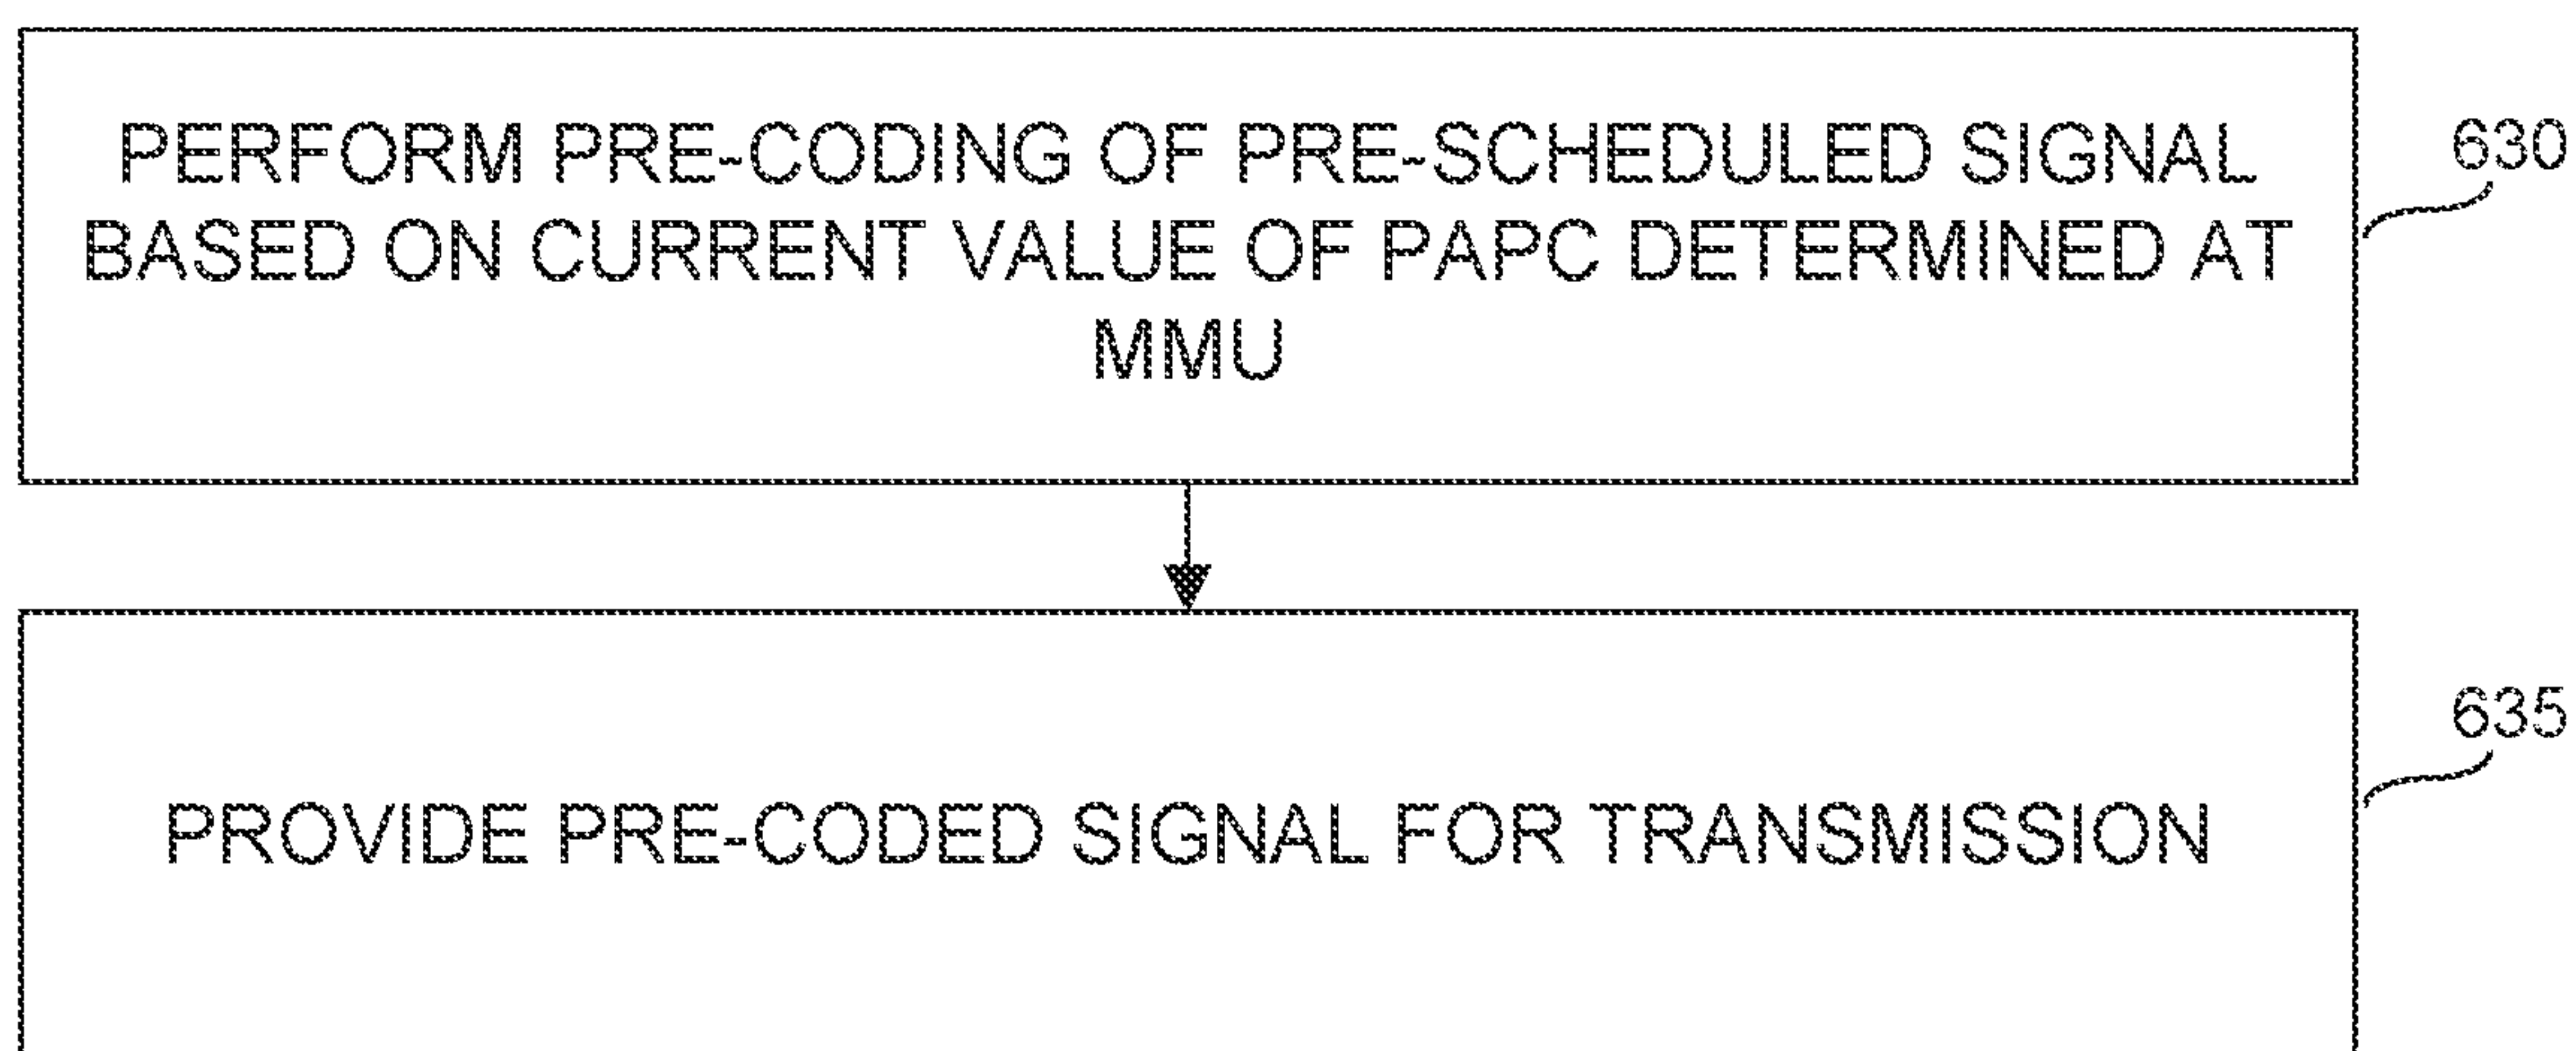 PERFORM PRE-CODING OF PRE-SCHEDULED SIGNAL
BASED ON CURRENT VALUE OF PAPC DETERMINED AT
MMU
630
PROVIDE PRE-CODED SIGNAL FOR TRANSMISSION
635